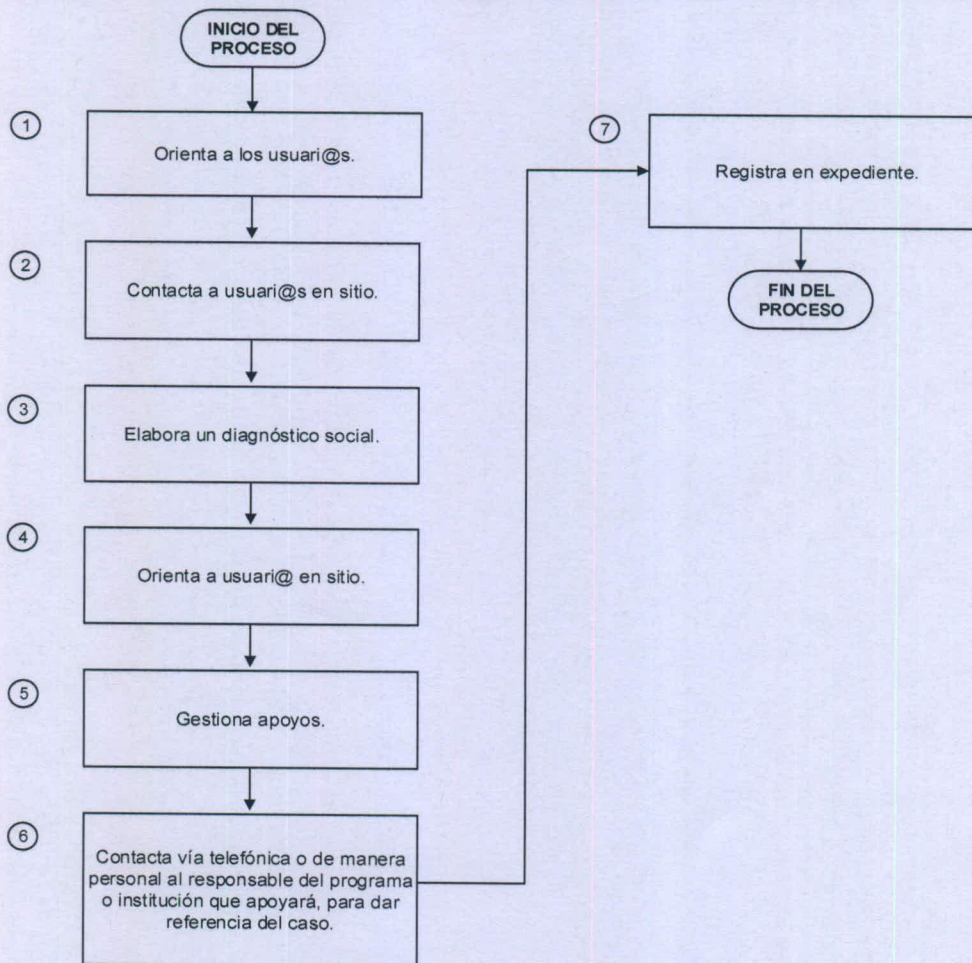 INICIO DEL
PROCESO
1
Orienta a los usuari@s.
2
Contacta a usuari@s en sitio.
3
Elabora un diagnóstico social.
4
Orienta a usuari@ en sitio.
5
Gestiona apoyos.
6
Contacta vía telefónica o de manera
personal al responsable del programa
o institución que apoyará, para dar
referencia del caso.
7
Registra en expediente.
FIN DEL
PROCESO